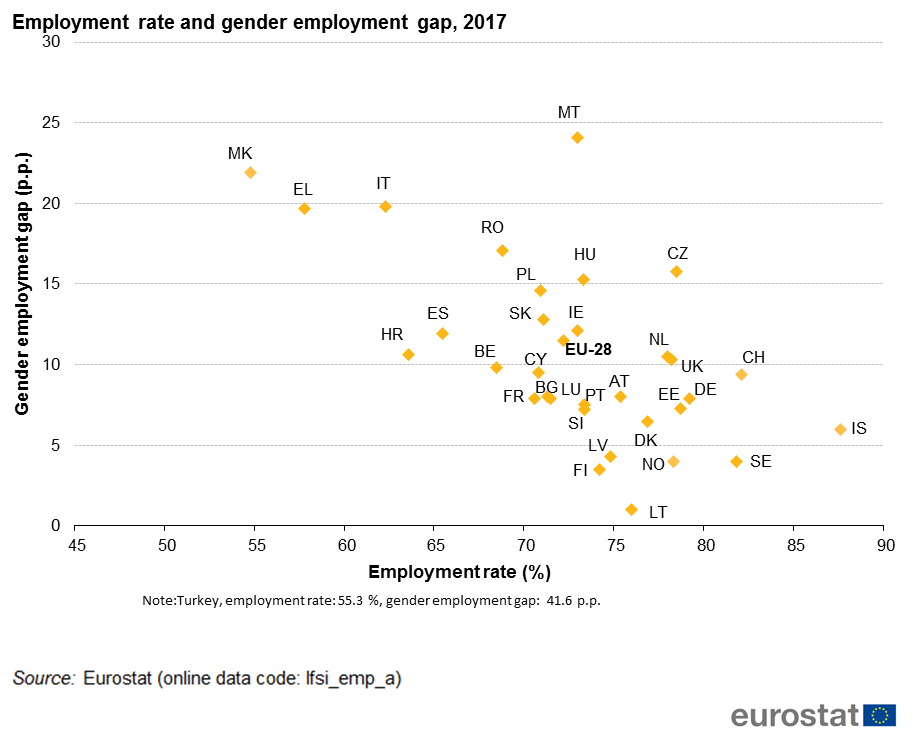 Employment rate and gender employment gap, 2017
30
25
20
15
10
5
0
Gender employment gap (p.p.)
MT
MK
IT
EL
RO
HU
CZ
PL
ES
SK
IE
HR
NL
EU-28
BE
CY
CH
UK
BG
LU
AT
FR
PT
EE
DE
SI
IS
DK
LV
NO
SE
FI
LT
45
50
55
60
65
70
75
80
85
90
Employment rate (%)
Note:Turkey, employment rate: 55.3 %, gender employment gap: 41.6 p.p.
Source: Eurostat (online data code: lfsi_emp_a)
eurostat